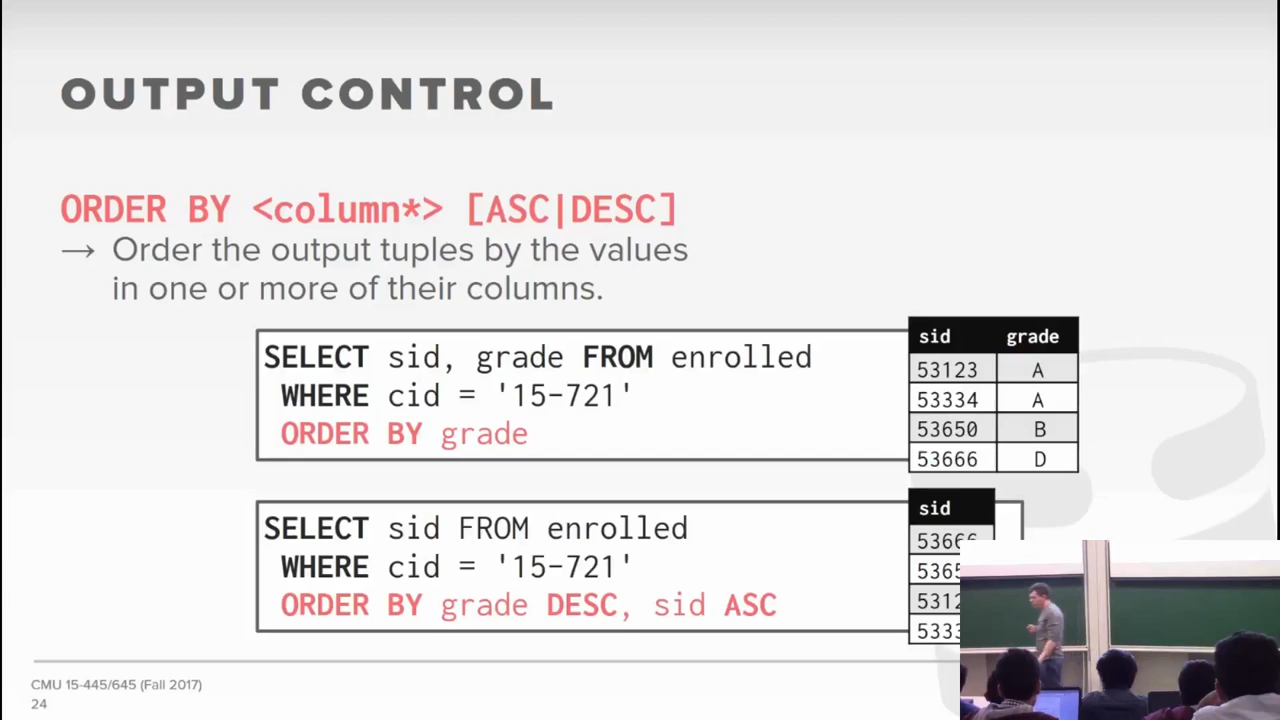 OUTPUT CONTROL
ORDER BY <column*> [ASC|DESC]
→ Order the output tuples by the values
in one or more of their columns.
SELECT sid, grade FROM enrolled
WHERE cid = '15-721'
ORDER BY grade
sid grade
53123 A
53334 A
53650 B
53666 D
SELECT sid FROM enrolled
WHERE cid = '15-721'
ORDER BY grade DESC, sid ASC
sid
53666
5365
5312
5333
CMU 15-445/645 (Fall 2017)
24